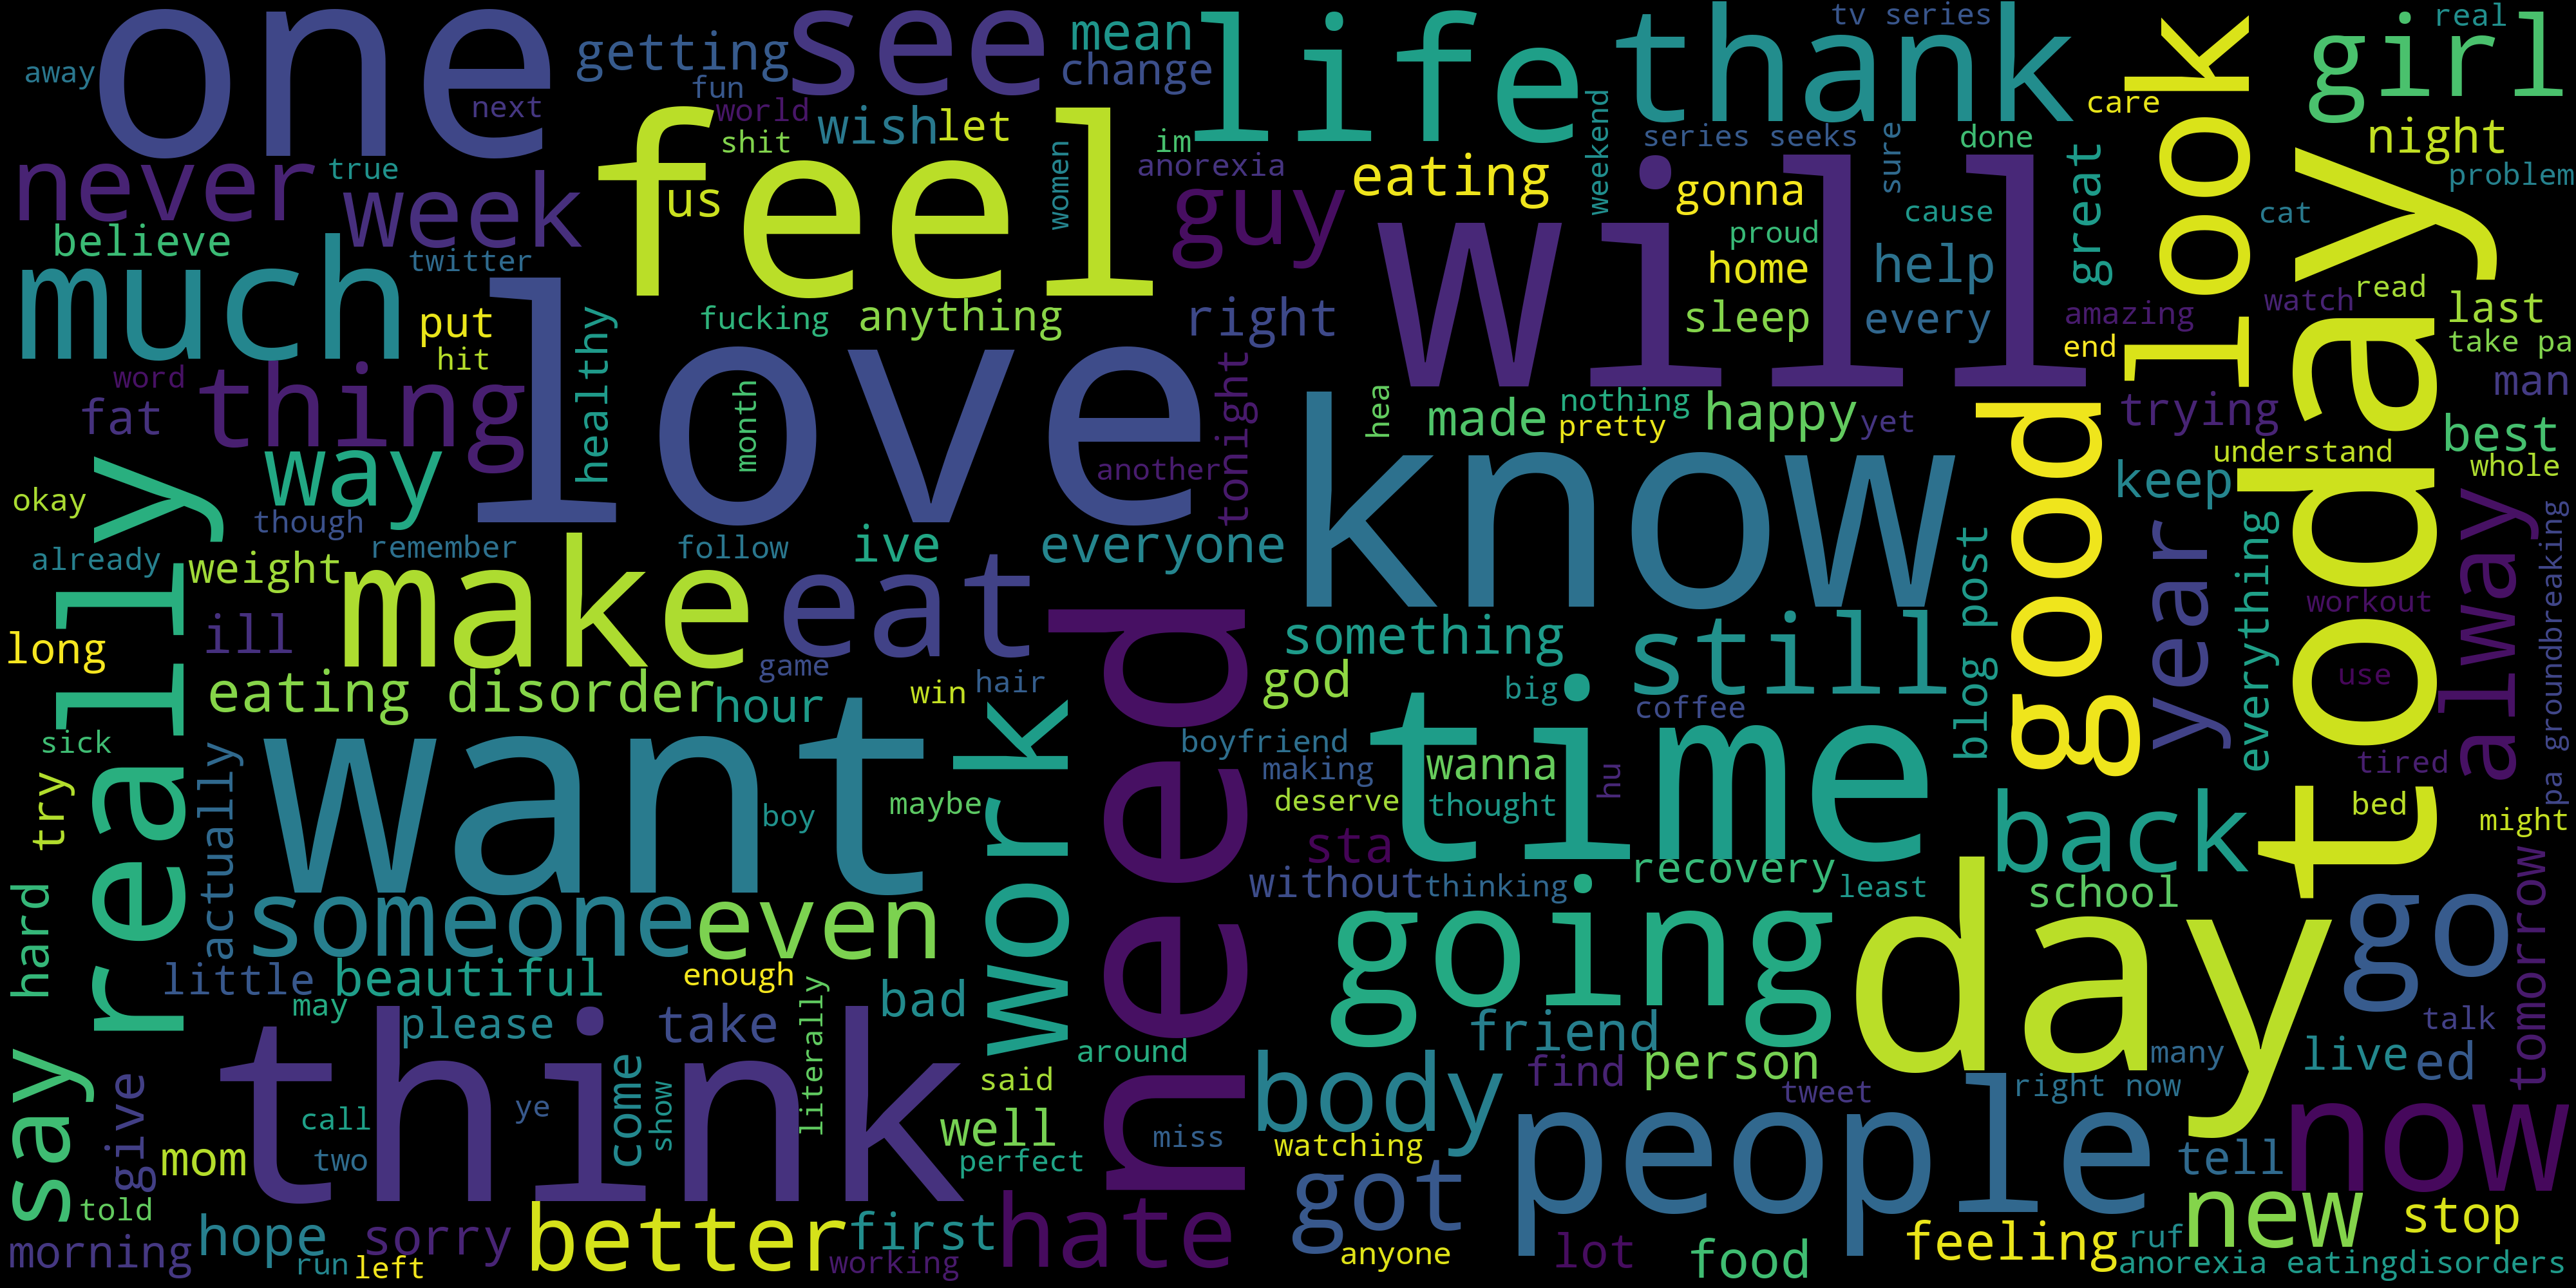 one
see
life
thank
tv series
look
girl
real
away
getting
fun
mean
change
next
world
shit
wish
let
im
series seeks
done
care
night
never
true
week
feel
us
women
anorexia
guy
eating
weekend
gonna
sure
great
problem
believe
twitter
cause
cat
proud
home
help
today
much
love
will
put
hit
healthy
fucking
anything
right
sleep
every
amazing
watch
read
last
end
take pa
word
thing
fat
month
tonight
hea
made
nothing
pretty
happy
yet
good
trying
man
best
understand
whole
way
another
know
keep
okay
really
though
already
remember
follow
ive
everyone
weight
blog post
year
everything
alway
pa groundbreaking
make
eat
need
long
ill
something
still
workout
game
win
hair
work
god
big
coffee
use
eating disorder
hour
want
time
sick
try
actually
boyfriend
making
wanna
hu
tired
deserve
thought
bed
might
boy
maybe
sta
back
hard
someone
even
without
thinking
recovery
least
school
going
day
go
tomorrow
little
beautiful
enough
literally
bad
may
please
take
around
friend
talk
say
think
come
show
said
body
find
person
many
live
ed
right now
give
call
ye
well
miss
people
tweet
now
mom
two
perfect
watching
tell
told
got
new
stop
morning
hope
sorry
better
first
hate
feeling
ruf
run
left
working
anyone
lot
food
anorexia eatingdisorders